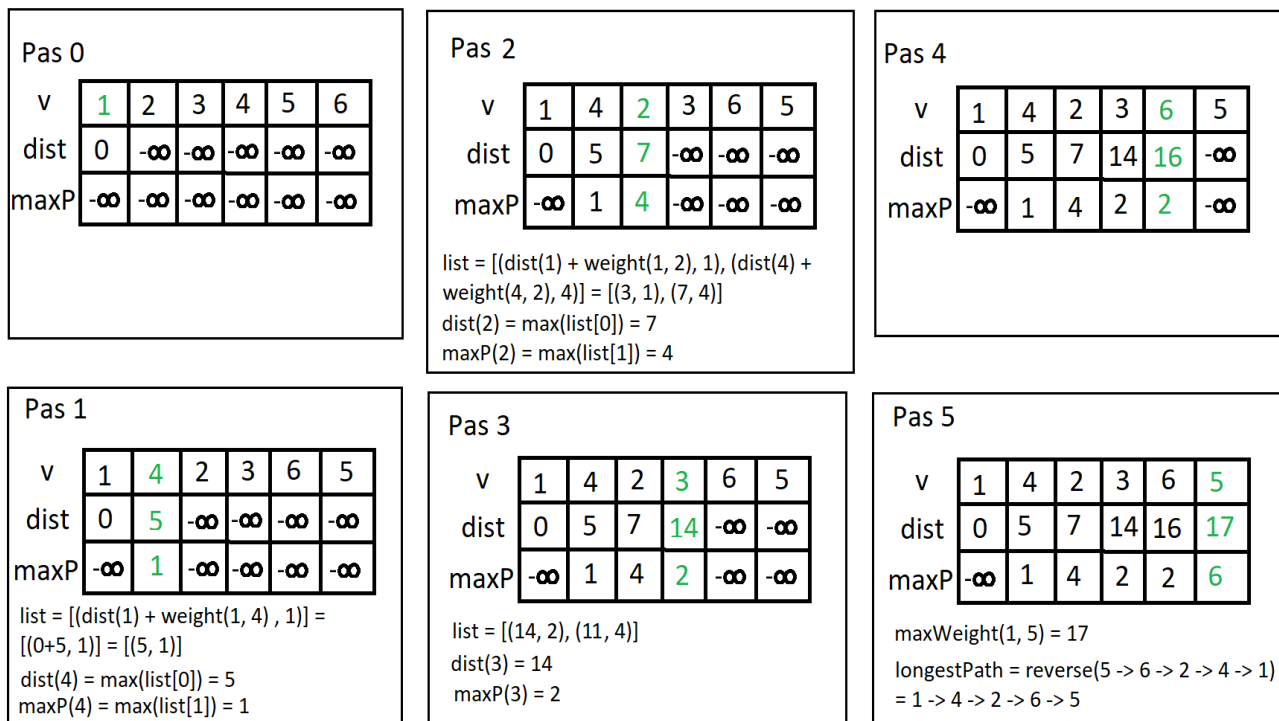 Pas 0
v 1 2 3 4 5 6
dist 0 -∞ -∞ -∞ -∞ -∞
maxP -∞ -∞ -∞ -∞ -∞ -∞
Pas 1
v 1 4 2 3 6 5
dist 0 5 -∞ -∞ -∞ -∞
maxP -∞ 1 -∞ -∞ -∞ -∞
list = [(dist(1) + weight(1, 4) , 1)] =
[(0+5, 1)] = [(5, 1)]
dist(4) = max(list[0]) = 5
maxP(4) = max(list[1]) = 1
Pas 2
v 1 4 2 3 6 5
dist 0 5 7 -∞ -∞ -∞
maxP -∞ 1 4 -∞ -∞ -∞
list = [(dist(1) + weight(1, 2), 1), (dist(4) +
weight(4, 2), 4)] = [(3, 1), (7, 4)]
dist(2) = max(list[0]) = 7
maxP(2) = max(list[1]) = 4
Pas 3
v 1 4 2 3 6 5
dist 0 5 7 14 -∞ -∞
maxP -∞ 1 4 2 -∞ -∞
list = [(14, 2), (11, 4)]
dist(3) = 14
maxP(3) = 2
Pas 4
v 1 4 2 3 6 5
dist 0 5 7 14 16 -∞
maxP -∞ 1 4 2 2 -∞
Pas 5
v 1 4 2 3 6 5
dist 0 5 7 14 16 17
maxP -∞ 1 4 2 2 6
maxWeight(1, 5) = 17
longestPath = reverse(5 -> 6 -> 2 -> 4 -> 1)
= 1 -> 4 -> 2 -> 6 -> 5